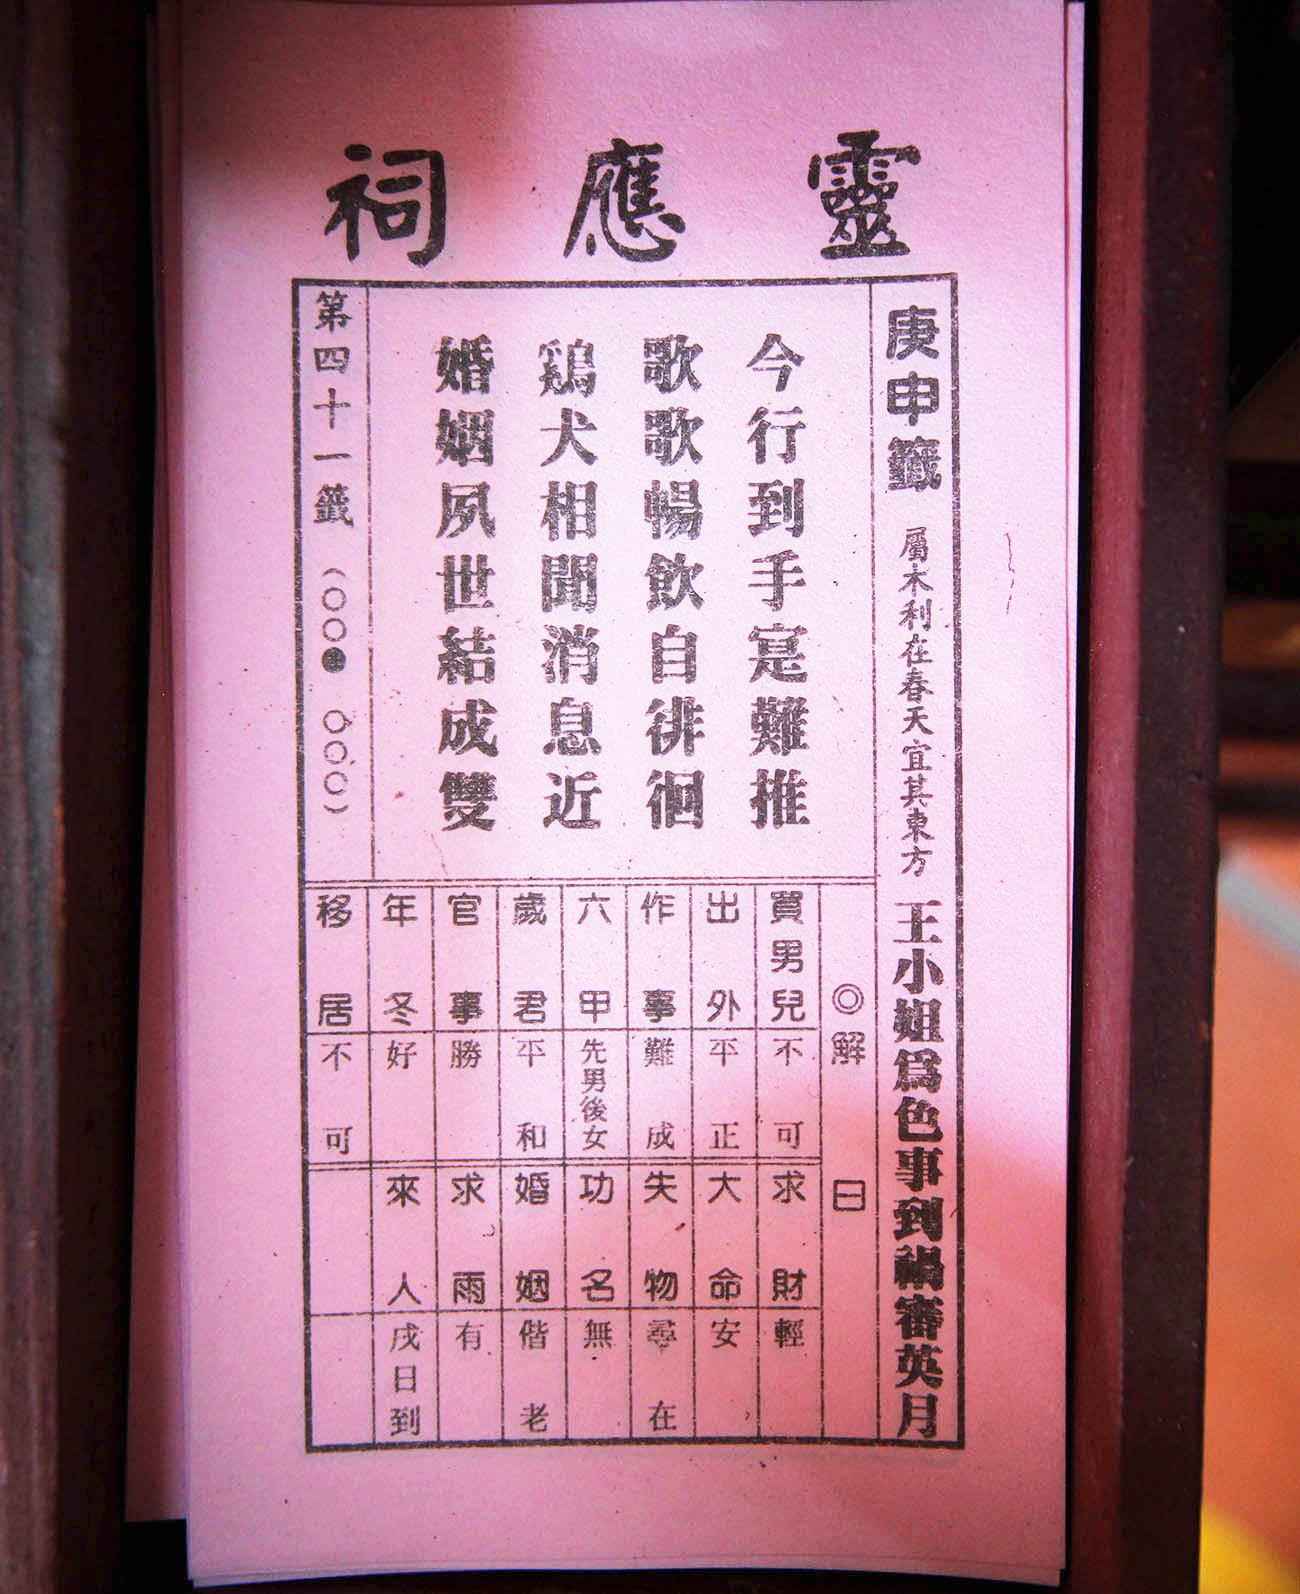 靈應祠
庚申籤 屬木利在春天宜其東方 王小姐為色事到禍審英月
今行到手寔難推
歌歌暢飲自徘徊
鷄犬相聞消息近
婚姻夙世結成雙
第四十一籤(○○● ○○○)
◎解曰
買男兒 不可 求財 輕
出外 平正 大命 安
作事 難成 失物 尋在
六甲 先男後女 功名 無
歲君 平和 婚姻 偕老
官事 勝 求雨 有
年冬 好 來人 戌日到
移居 不可